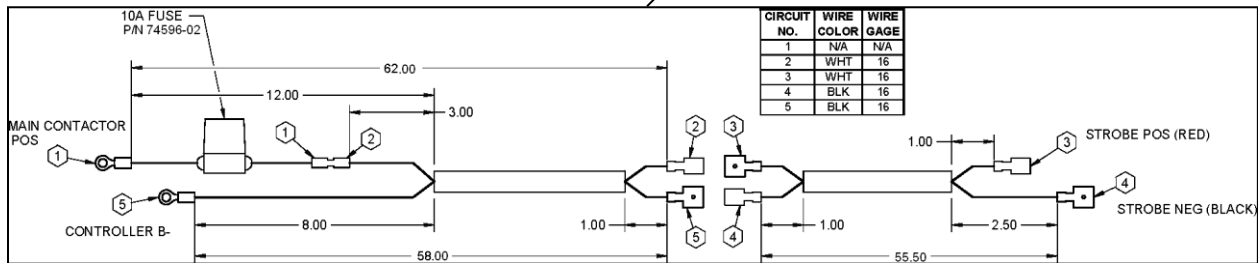 10A FUSE
P/N 74596-02
CIRCUIT NO. WIRE COLOR WIRE GAGE
1 N/A N/A
2 WHT 16
3 WHT 16
4 BLK 16
5 BLK 16
62.00
12.00
3.00
MAIN CONTACTOR
POS
1
1
2
2
3
1.00
3
STROBE POS (RED)
5
CONTROLLER B-
8.00
1.00
5
4
1.00
2.50
4
STROBE NEG (BLACK)
58.00
55.50